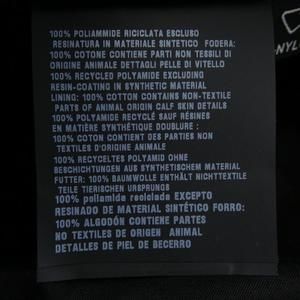 100% POLIAMMIDE RICICLATA ESCLUSO
RESINATURA IN MATERIALE SINTETICO FODERA:
100% COTONE CONTIENE PARTI NON TESSILI DI
ORIGINE ANIMALE DETTAGLI PELLE DI VITELLO
100% RECYCLED POLYAMIDE EXCLUDING
RESIN-COATING IN SYNTHETIC MATERIAL
LINING: 100% COTTON CONTAINS NON-TEXTILE
PARTS OF ANIMAL ORIGIN CALF SKIN DETAILS
100% POLYAMIDE RECYCLÉ SAUF RÉSINES
EN MATIÈRE SYNTHÉTIQUE DOUBLURE :
100% COTON CONTIENT DES PARTIES NON
TEXTILES D'ORIGINE ANIMALE
100% RECYCELTES POLYAMID OHNE
BESCHICHTUNGEN AUS SYNTHETISCHEM MATERIAL
FUTTER: 100% BAUMWOLLE ENTHÄLT NICHTTEXTILE
TEILE TIERISCHEN URSPRUNGS
100% poliamida reciclada EXCEPTO
RESINADO DE MATERIAL SINTÉTICO FORRO:
100% ALGODÓN CONTIENE PARTES
NO TEXTILES DE ORIGEN ANIMAL
DETALLES DE PIEL DE BECERRO